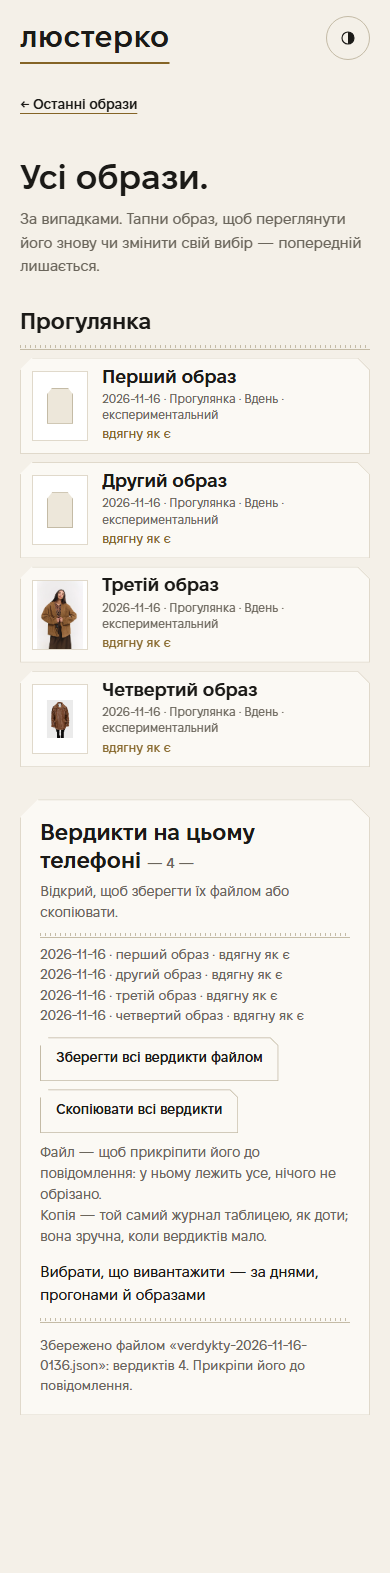 люстерко
← Останні образи
Усі образи.
За випадками. Тапни образ, щоб переглянути
його знову чи змінити свій вибір — попередній
лишається.
Прогулянка
Перший образ
2026-11-16 · Прогулянка · Вдень ·
експериментальний
вдягну як є
Другий образ
2026-11-16 · Прогулянка · Вдень ·
експериментальний
вдягну як є
Третій образ
2026-11-16 · Прогулянка · Вдень ·
експериментальний
вдягну як є
Четвертий образ
2026-11-16 · Прогулянка · Вдень ·
експериментальний
вдягну як є
Вердикти на цьому
телефоні — 4 —
Відкрий, щоб зберегти їх файлом або
скопіювати.
2026-11-16 · перший образ · вдягну як є
2026-11-16 · другий образ · вдягну як є
2026-11-16 · третій образ · вдягну як є
2026-11-16 · четвертий образ · вдягну як є
Зберегти всі вердикти файлом
Скопіювати всі вердикти
Файл — щоб прикріпити його до
повідомлення: у ньому лежить усе, нічого не
обрізано.
Копія — той самий журнал таблицею, як доти;
вона зручна, коли вердиктів мало.
Вибрати, що вивантажити — за днями,
прогонами й образами
Збережено файлом «verdykty-2026-11-16-
0136.json»: вердиктів 4. Прикріпи його до
повідомлення.